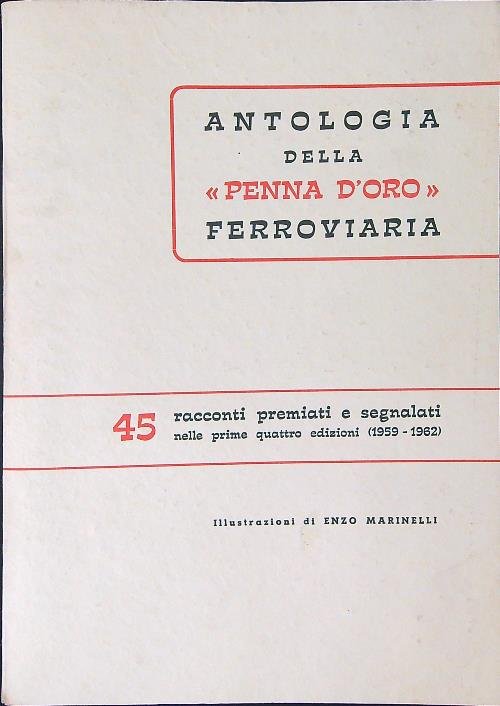 ANTOLOGIA
DELLA
« PENNA D'ORO »
FERROVIARIA
45 racconti premiati e segnalati
nelle prime quattro edizioni (1959 - 1962)
Illustrazioni di ENZO MARINELLI